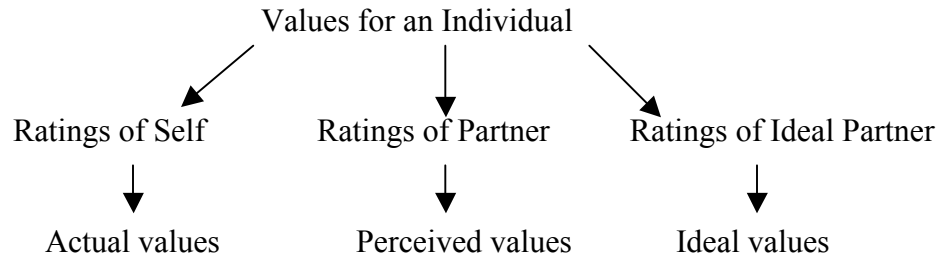 Values for an Individual
Ratings of Self Ratings of Partner Ratings of Ideal Partner
Actual values Perceived values Ideal values